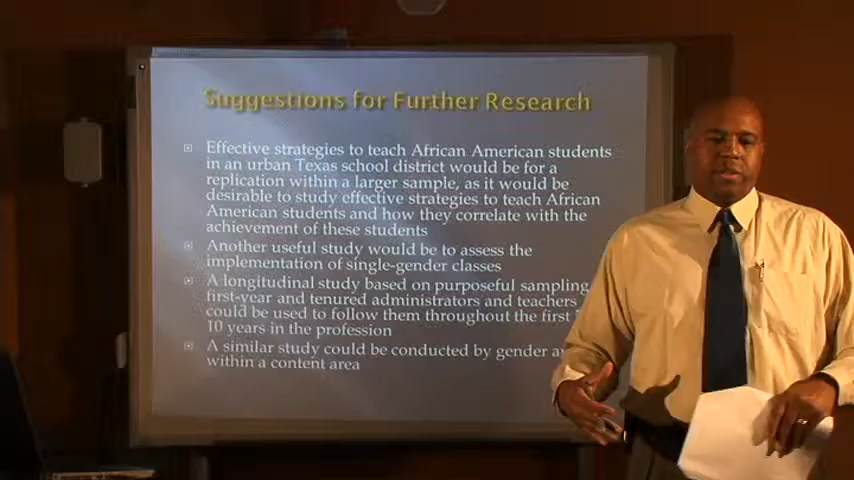 Suggestions for Further Research
Effective strategies to teach African American students
in an urban Texas school district would be for a
replication within a larger sample, as it would be
desirable to study effective strategies to teach African
American students and how they correlate with the
achievement of these students
Another useful study would be to assess the
implementation of single-gender classes
A longitudinal study based on purposeful sampling
first-year and tenured administrators and teachers
could be used to follow them throughout the first
10 years in the profession
A similar study could be conducted by gender
within a content area